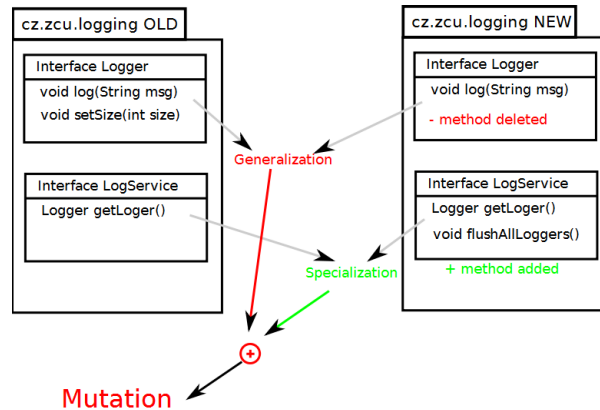 cz.zcu.logging OLD
Interface Logger
void log(String msg)
void setSize(int size)
Interface LogService
Logger getLoger()
cz.zcu.logging NEW
Interface Logger
void log(String msg)
- method deleted
Interface LogService
Logger getLoger()
void flushAllLoggers()
+ method added
Generalization
Specialization
+
Mutation